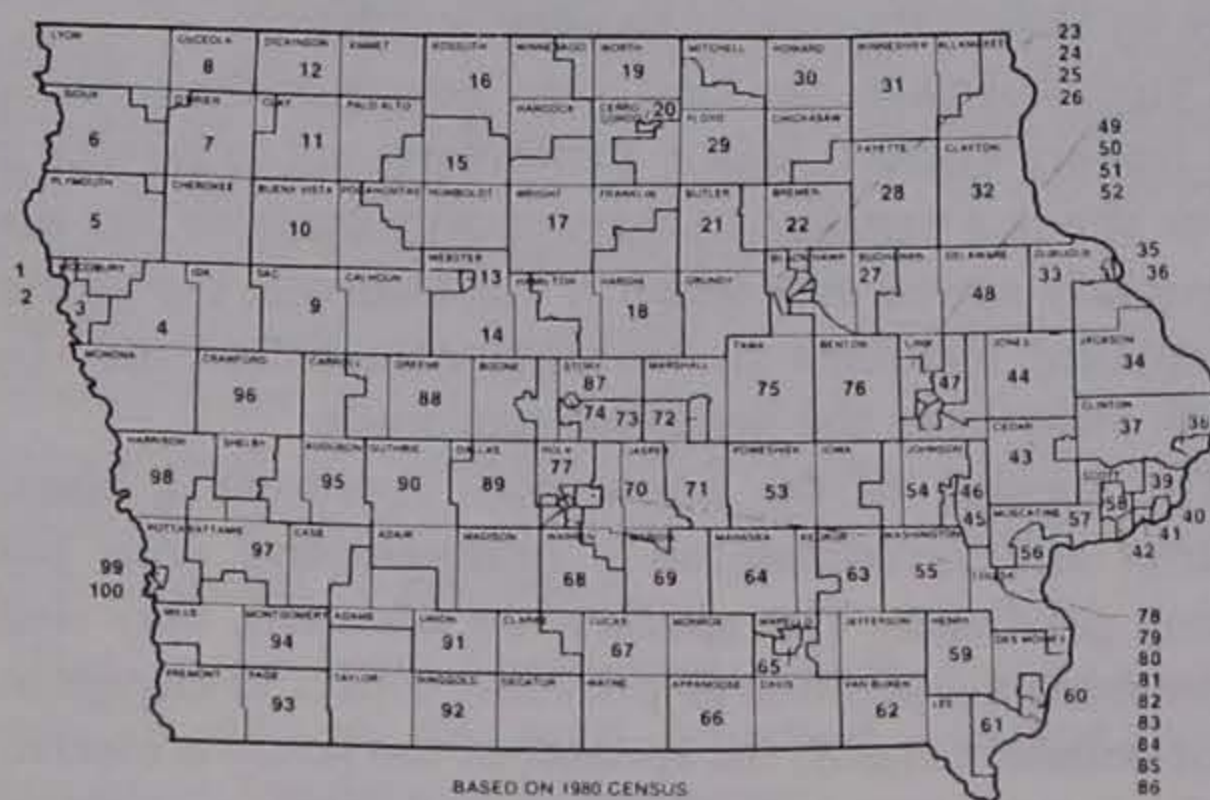 LYON OSCEOLA DICKINSON EMMET KOSSUTH WINNEBAGO WORTH MITCHELL HOWARD WINNESHIEK ALLAMAKEE 23
8 12 16 19 30 31 24
25
26
SIOUX O'BRIEN CLAY PALO ALTO HANCOCK CERRO GORDO 20 FLOYD CHICKASAW
6 7 11 15 29 49
FAYETTE CLAYTON 50
28 32 51
52
PLYMOUTH CHEROKEE BUENA VISTA POCAHONTAS HUMBOLDT WRIGHT FRANKLIN BUTLER BREMER
5 10 17 21 22
1 WOODBURY IDA SAC CALHOUN WEBSTER 13 HAMILTON HARDIN GRUNDY BLACK HAWK BUCHANAN DELAWARE DUBUQUE 35
2 3 4 9 14 18 27 48 33 36
MONONA CRAWFORD CARROLL GREENE BOONE STORY MARSHALL TAMA BENTON LINN JONES JACKSON
96 88 87 74 73 72 75 76 47 44 34
CLINTON
37 38
HARRISON SHELBY AUDUBON GUTHRIE DALLAS POLK JASPER POWESHIEK IOWA JOHNSON CEDAR
98 95 90 89 77 70 71 53 54 46 45 43
SCOTT 58 39 40
41
42
POTTAWATTAMIE CASS ADAIR MADISON WARREN MARION MAHASKA KEOKUK WASHINGTON MUSCATINE 57
97 68 69 64 63 55 56
99
100
LOUISA
MILLS MONTGOMERY ADAMS UNION CLARKE LUCAS MONROE WAPELLO JEFFERSON HENRY DES MOINES 78
94 91 67 65 59 79
80
FREMONT PAGE TAYLOR RINGGOLD DECATUR WAYNE APPANOOSE DAVIS VAN BUREN LEE 81
93 92 66 62 61 60 82
83
84
85
BASED ON 1980 CENSUS 86